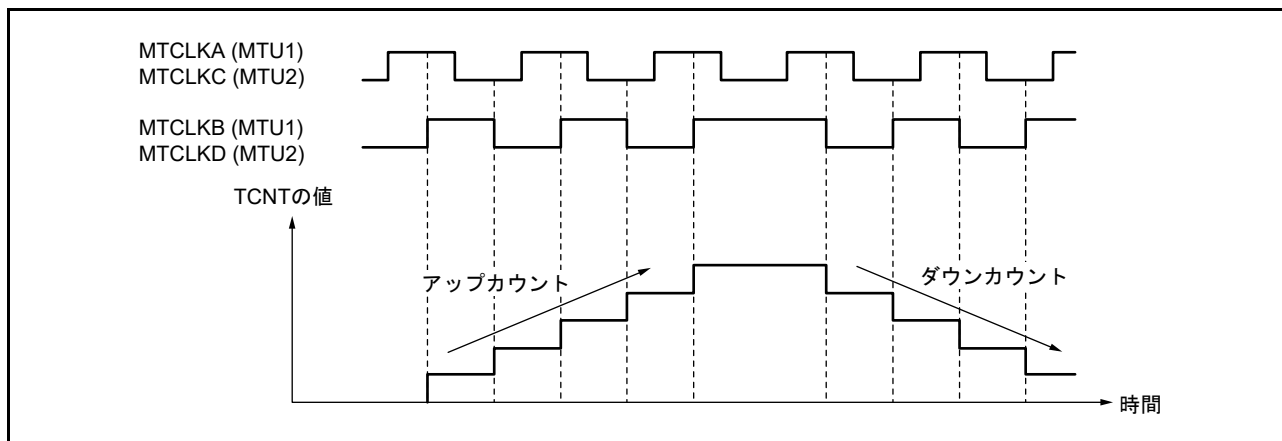 MTCLKA (MTU1)
MTCLKC (MTU2)
MTCLKB (MTU1)
MTCLKD (MTU2)
TCNTの値
アップカウント
ダウンカウント
時間